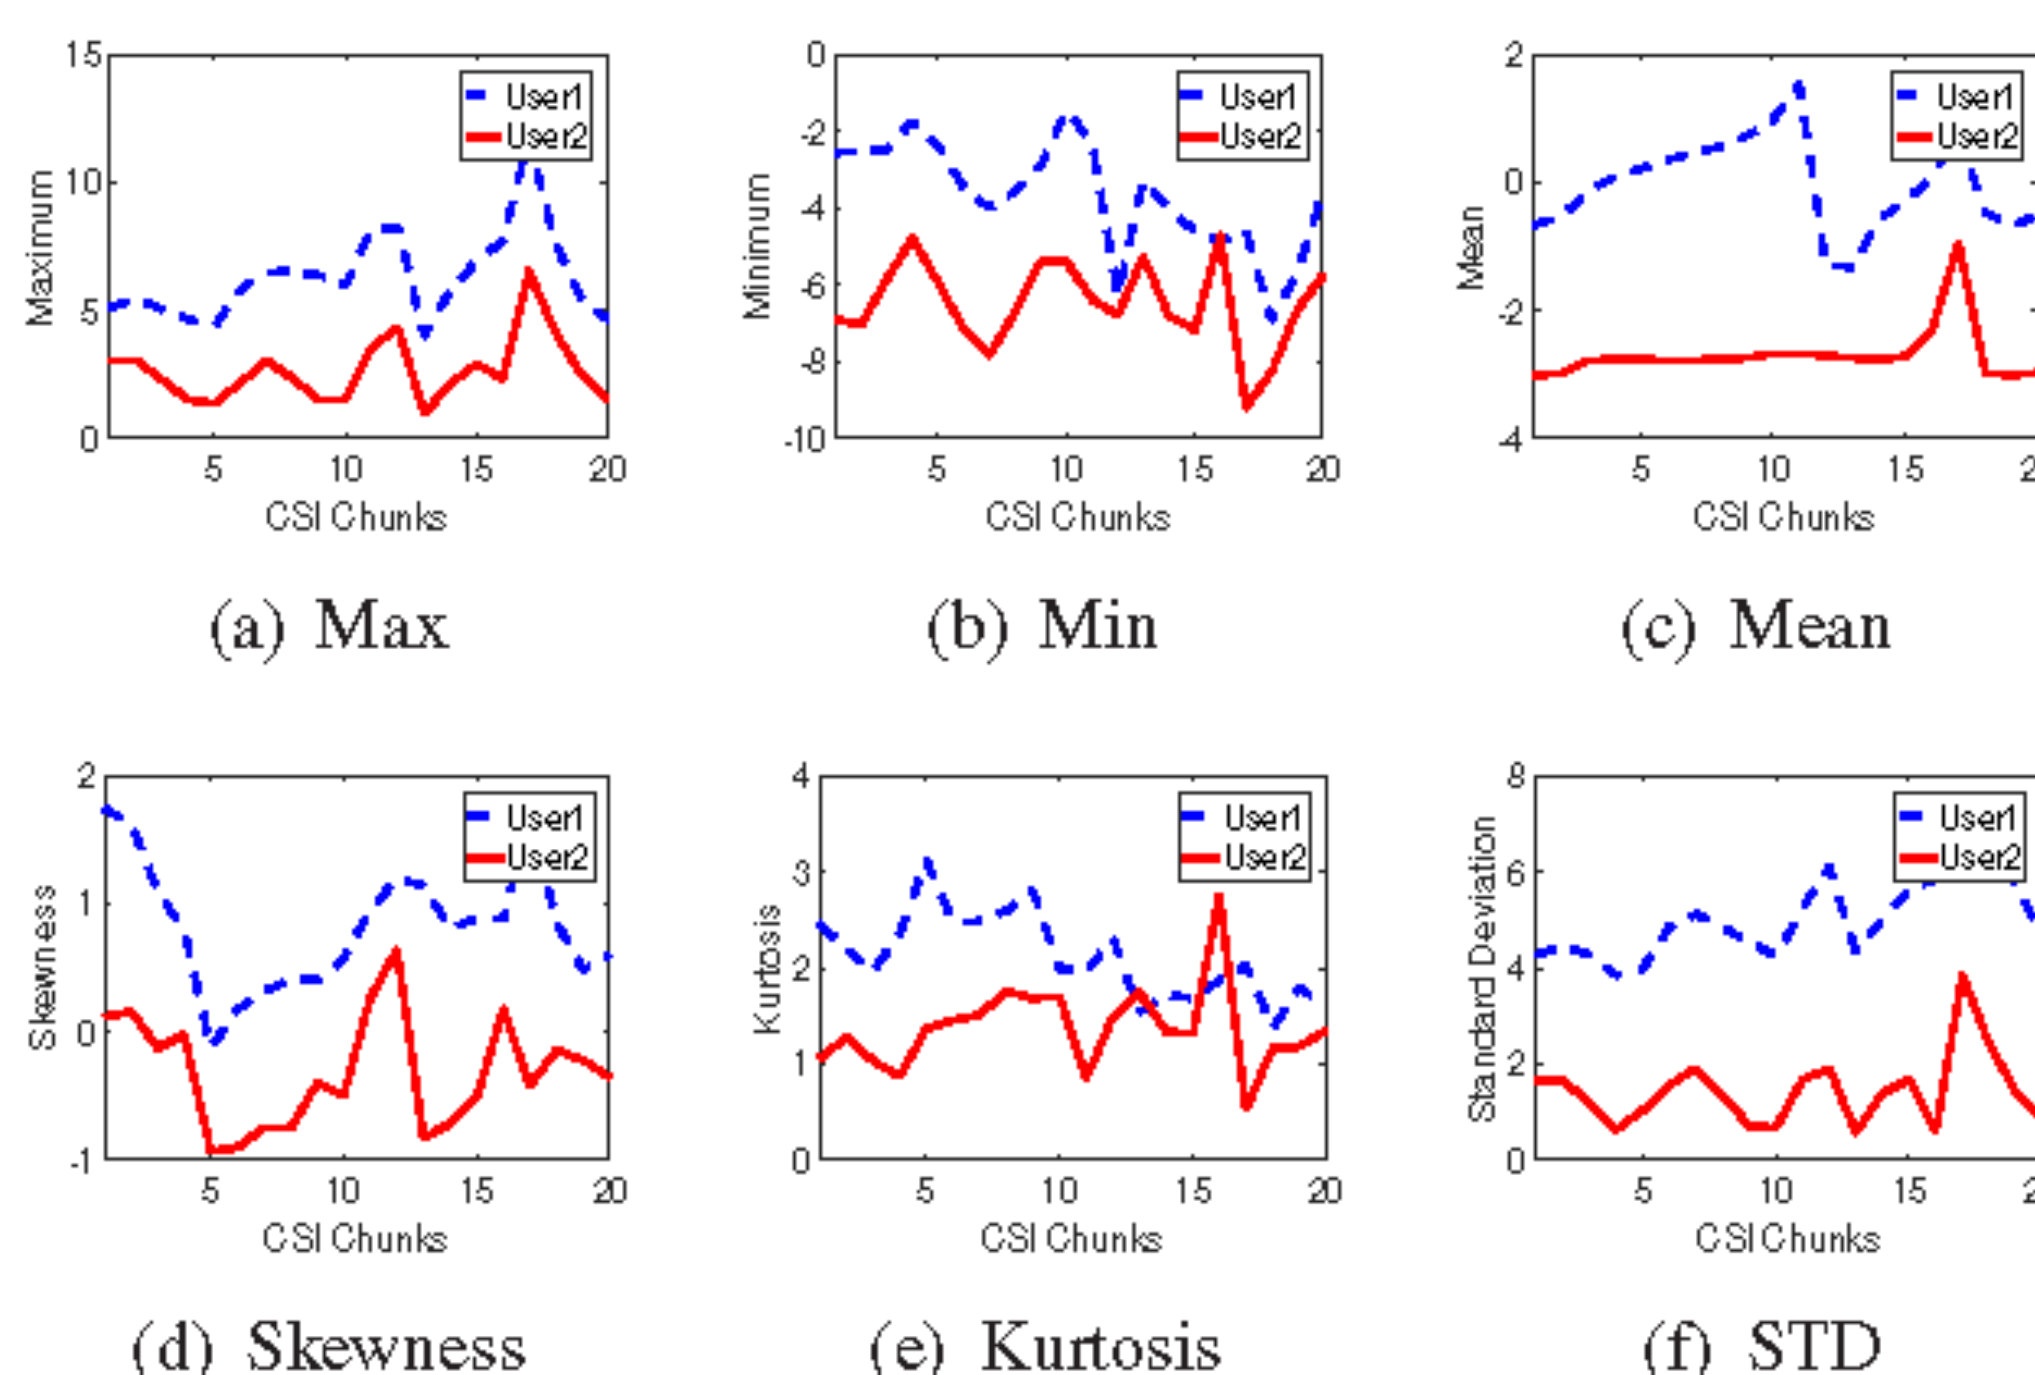 15
10
5
0
Maximum
User1
User2
5 10 15 20
CSI Chunks
(a) Max
0
-2
-4
-6
-8
-10
Minimum
User1
User2
5 10 15 20
CSI Chunks
(b) Min
2
0
-2
-4
Mean
User1
User2
5 10 15 2
CSI Chunks
(c) Mean
2
1
0
-1
Skewness
User1
User2
5 10 15 20
CSI Chunks
(d) Skewness
4
3
2
1
0
Kurtosis
User1
User2
5 10 15 20
CSI Chunks
(e) Kurtosis
8
6
4
2
0
Standard Deviation
User1
User2
5 10 15 2
CSI Chunks
(f) STD